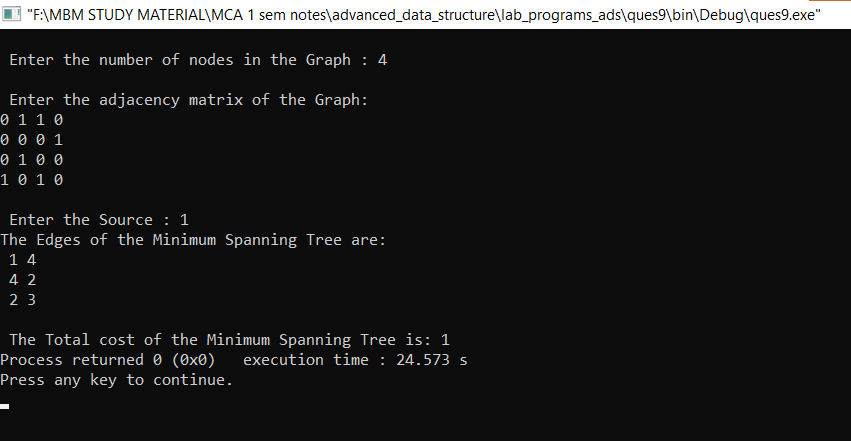 "F:\MBM STUDY MATERIAL\MCA 1 sem notes\advanced_data_structure\lab_programs_ads\ques9\bin\Debug\ques9.exe"
Enter the number of nodes in the Graph : 4
Enter the adjacency matrix of the Graph:
0 1 1 0
0 0 0 1
0 1 0 0
1 0 1 0
Enter the Source : 1
The Edges of the Minimum Spanning Tree are:
1 4
4 2
2 3
The Total cost of the Minimum Spanning Tree is: 1
Process returned 0 (0x0)   execution time : 24.573 s
Press any key to continue.